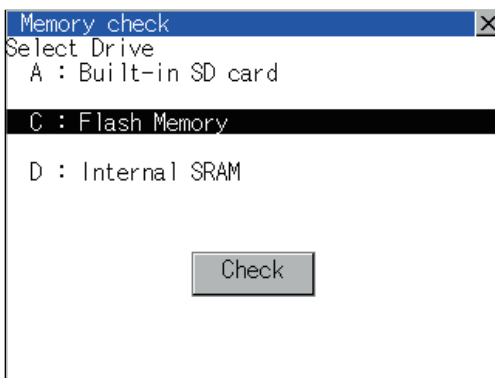 Memory check
Select Drive
A : Built-in SD card
C : Flash Memory
D : Internal SRAM
Check